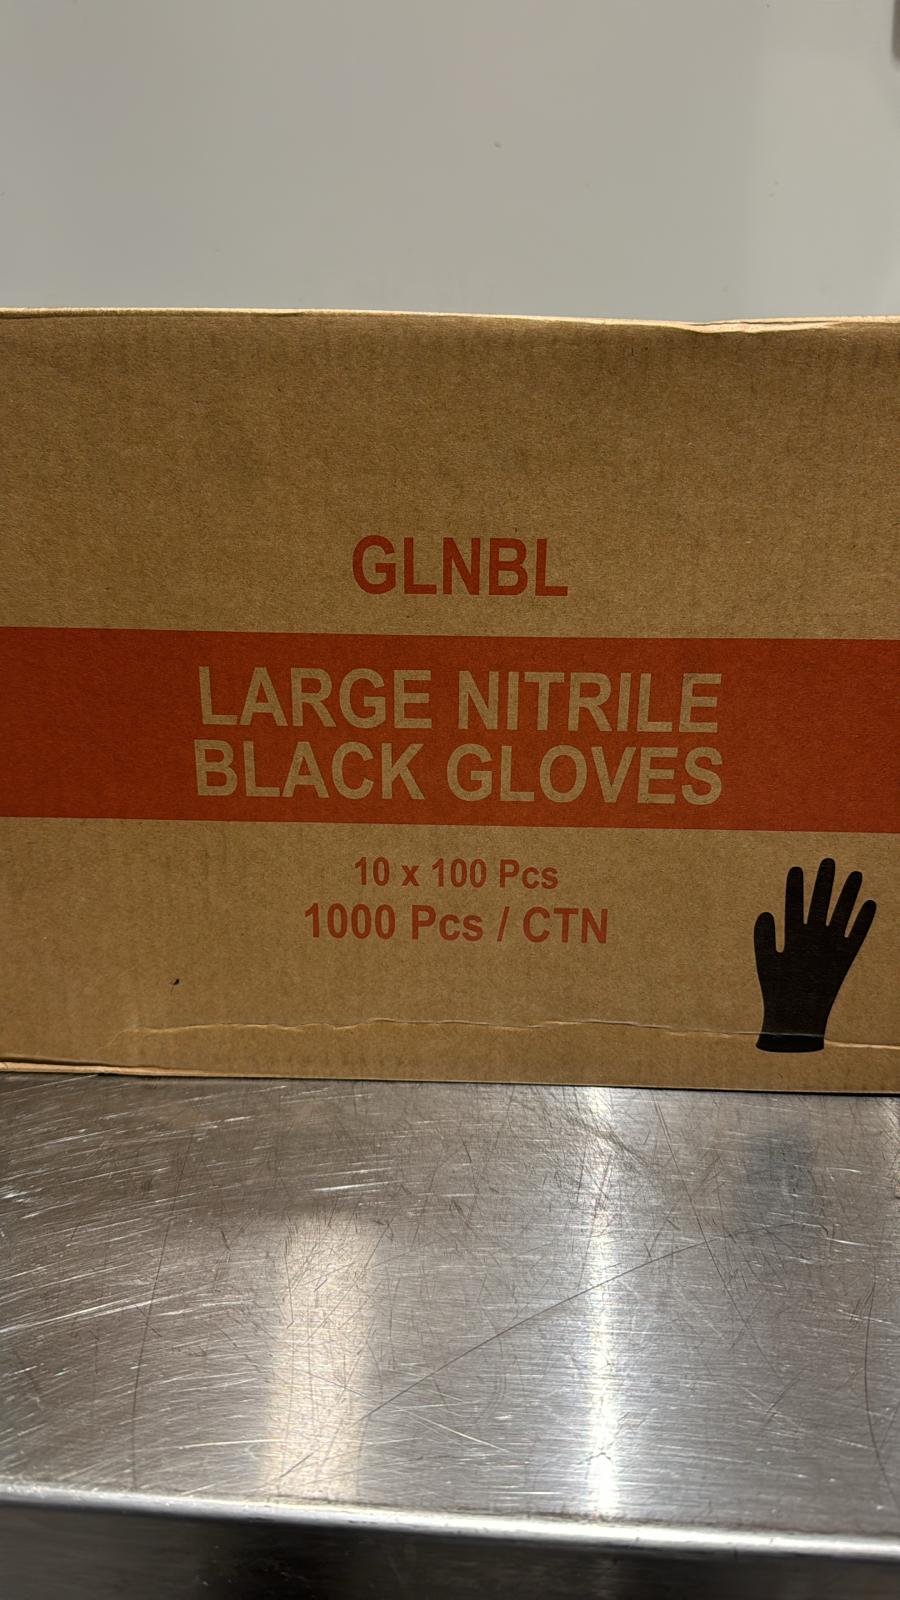 GLNBL
LARGE NITRILE
BLACK GLOVES
10 x 100 Pcs
1000 Pcs / CTN